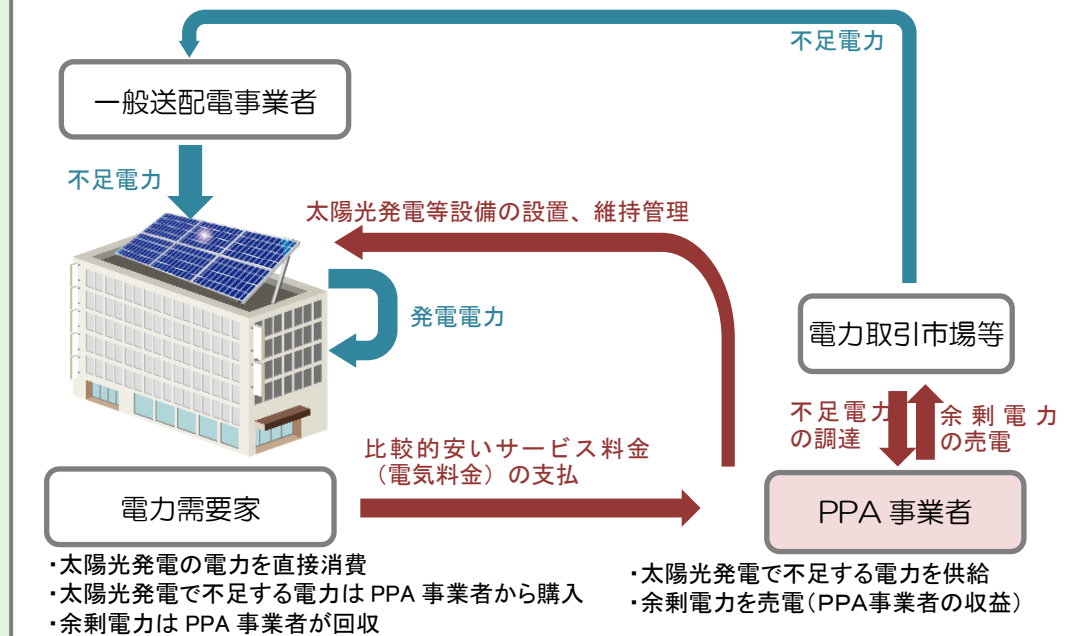 不足電力
一般送配電事業者
不足電力
太陽光発電等設備の設置、維持管理
発電電力
電力取引市場等
不足電力
の調達
余剰電力
の売電
比較的安いサービス料金
（電気料金）の支払
電力需要家
PPA 事業者
・太陽光発電の電力を直接消費
・太陽光発電で不足する電力は PPA 事業者から購入
・余剰電力は PPA 事業者が回収
・太陽光発電で不足する電力を供給
・余剰電力を売電（PPA事業者の収益）